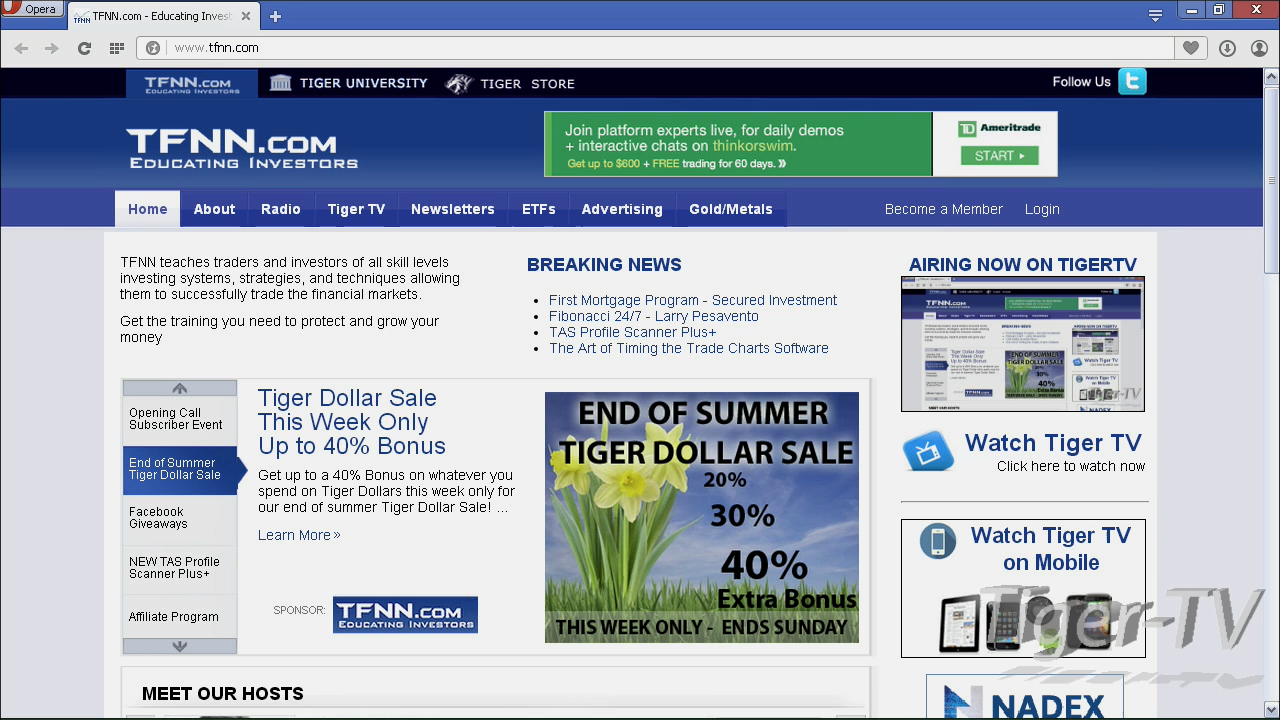 Opera
TFNN.com - Educating Invest
www.tfnn.com
TFNN.COM
EDUCATING INVESTORS
TIGER UNIVERSITY
TIGER STORE
Follow Us
TFNN.COM
EDUCATING INVESTORS
Join platform experts live, for daily demos
+ interactive chats on thinkorswim.
Get up to $600 + FREE trading for 60 days. »
TD Ameritrade
START ▸
Home About Radio Tiger TV Newsletters ETFs Advertising Gold/Metals
Become a Member Login
TFNN teaches traders and investors of all skill levels
investing systems, strategies, and techniques allowing
them to successfully trade the financial markets.
Get the training you need to take control of your
money
BREAKING NEWS
First Mortgage Program - Secured Investment
Fibonacci 24/7 - Larry Pesavento
TAS Profile Scanner Plus+
The Art of Timing the Trade Charts Software
AIRING NOW ON TIGERTV
Watch Tiger TV
Click here to watch now
Opening Call
Subscriber Event
End of Summer
Tiger Dollar Sale
Facebook
Giveaways
NEW TAS Profile
Scanner Plus+
Affiliate Program
Tiger Dollar Sale
This Week Only
Up to 40% Bonus
Get up to a 40% Bonus on whatever you
spend on Tiger Dollars this week only for
our end of summer Tiger Dollar Sale! ...
Learn More »
SPONSOR:
TFNN.COM
EDUCATING INVESTORS
END OF SUMMER
TIGER DOLLAR SALE
20%
30%
40%
Extra Bonus
THIS WEEK ONLY - ENDS SUNDAY
Watch Tiger TV
on Mobile
Tiger-TV
NADEX
MEET OUR HOSTS